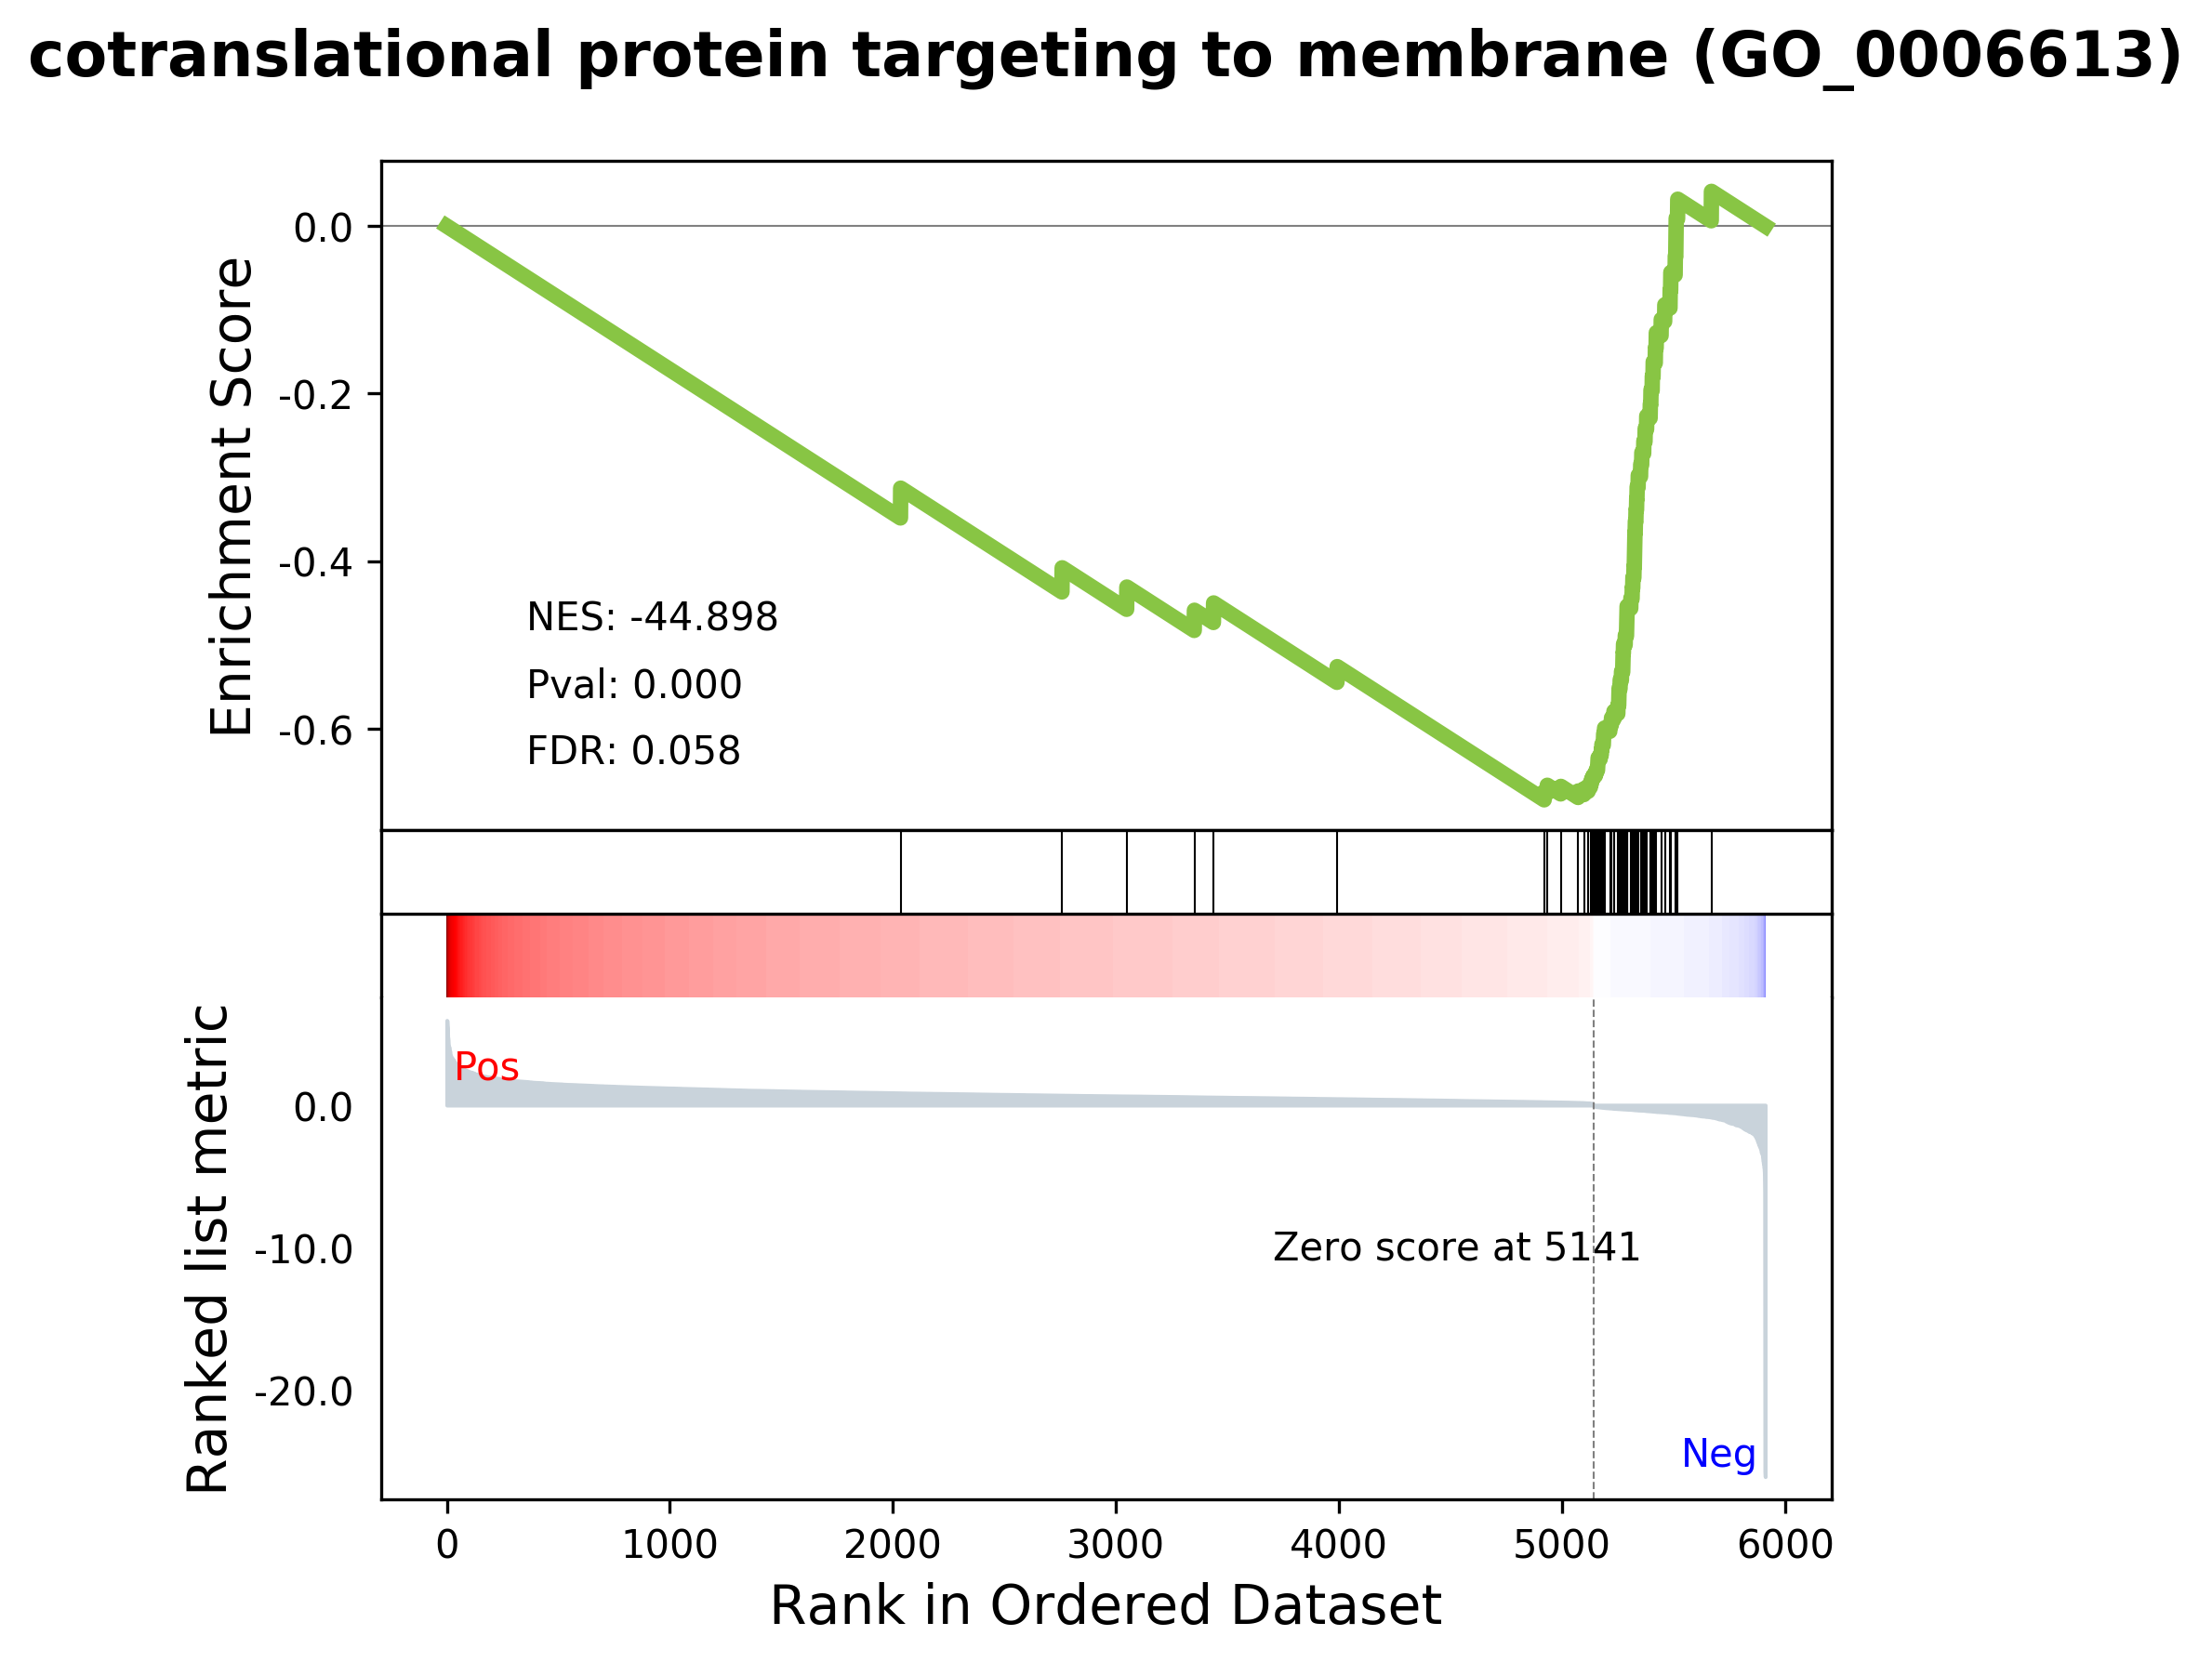 cotranslational protein targeting to membrane (GO_0006613)
Enrichment Score
0.0
-0.2
-0.4
-0.6
NES: -44.898
Pval: 0.000
FDR: 0.058
Ranked list metric
Pos
0.0
-10.0
-20.0
Zero score at 5141
Neg
0 1000 2000 3000 4000 5000 6000
Rank in Ordered Dataset